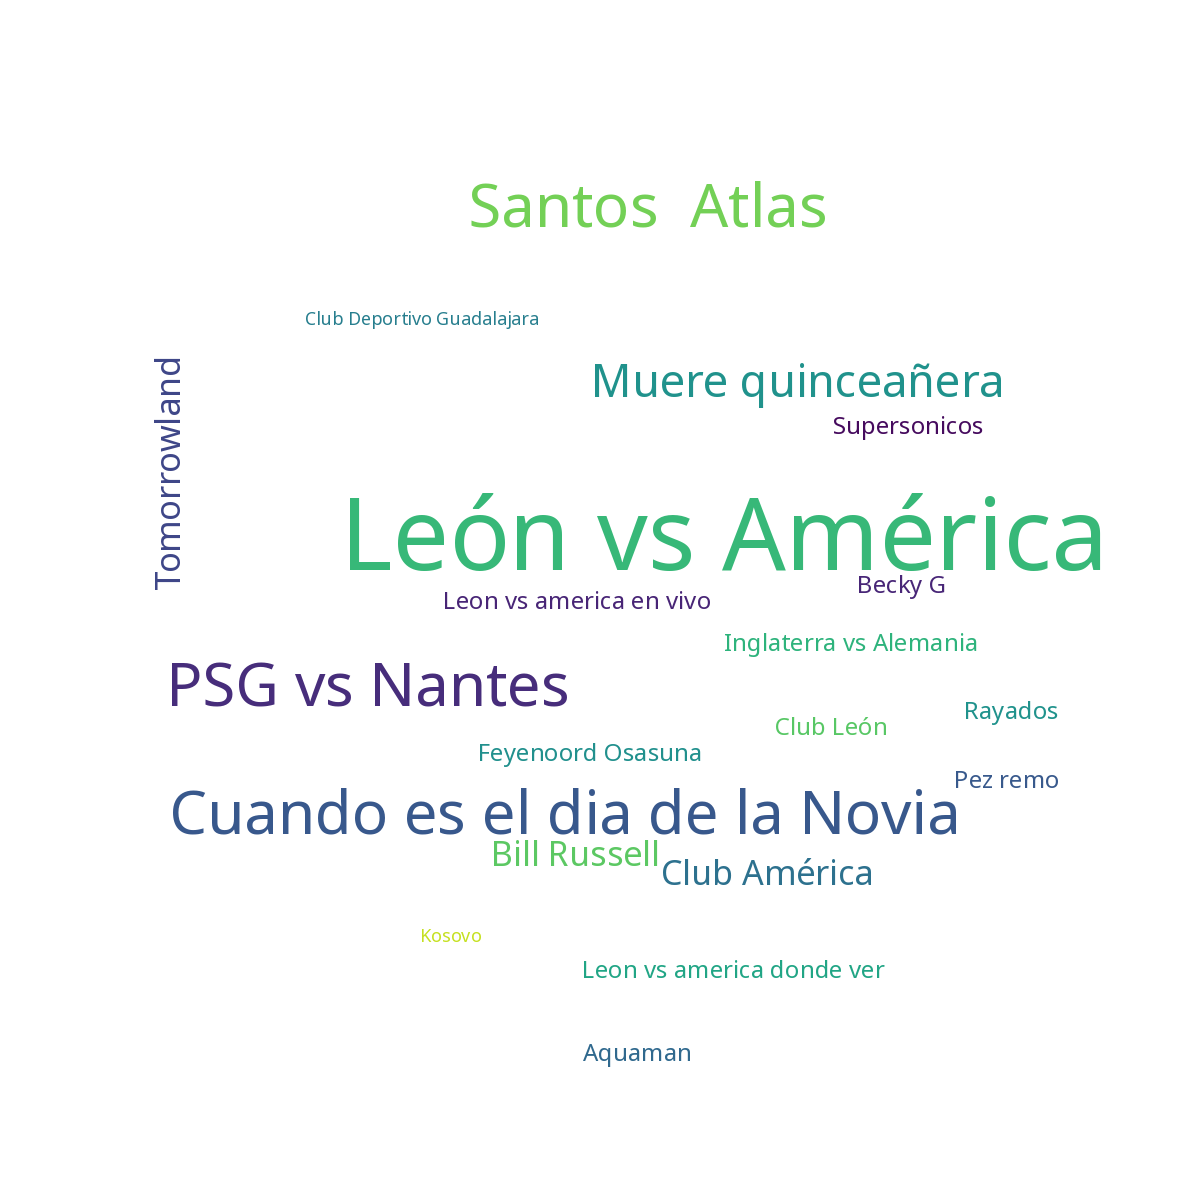 Santos  Atlas
Club Deportivo Guadalajara
Tomorrowland
Muere quinceañera
Supersonicos
León vs América
Becky G
Leon vs america en vivo
Inglaterra vs Alemania
PSG vs Nantes
Rayados
Club León
Feyenoord Osasuna
Pez remo
Cuando es el dia de la Novia
Bill Russell
Club América
Kosovo
Leon vs america donde ver
Aquaman